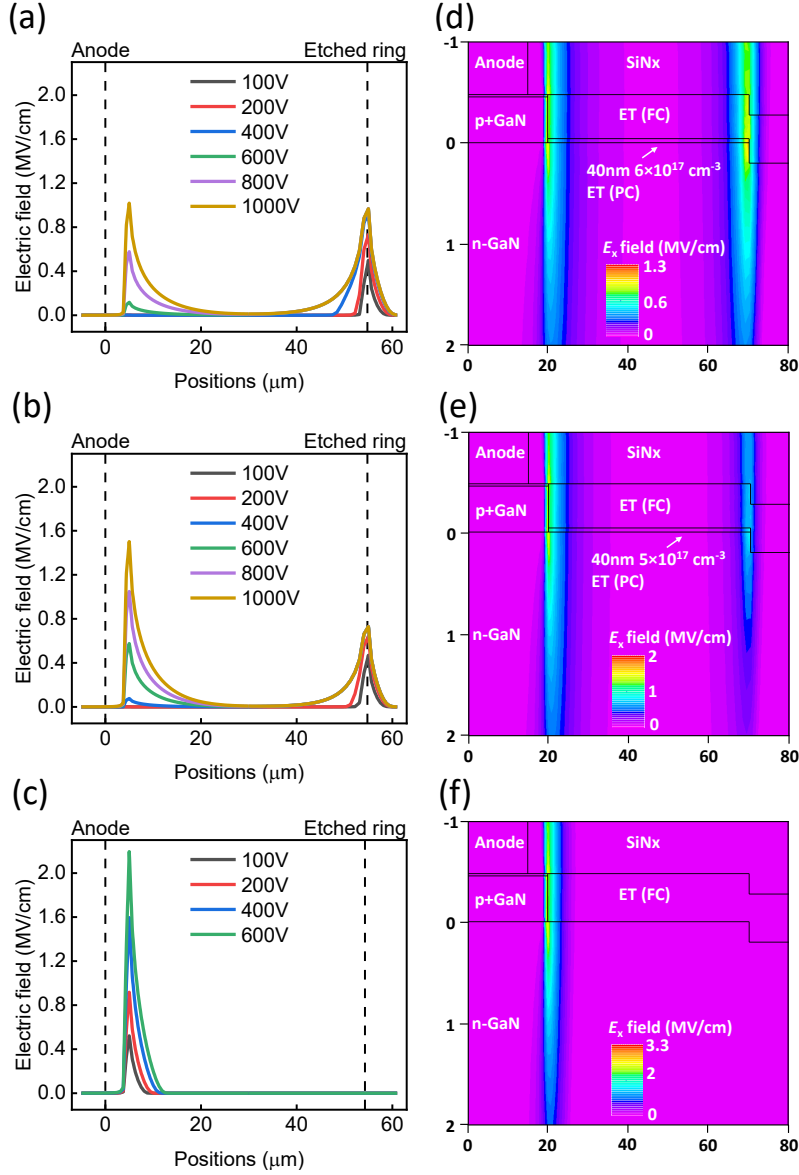 (a)
Anode Etched ring
Electric field (MV/cm)
2.0
1.6
1.2
0.8
0.4
0.0
100V
200V
400V
600V
800V
1000V
0 20 40 60
Positions (μm)
(d)
-1
0
1
2
Anode SiNx
p+GaN ET (FC)
40nm 6×10¹⁷ cm⁻³
ET (PC)
n-GaN
Eₓ field (MV/cm)
1.3
0.6
0
0 20 40 60 80
(b)
Anode Etched ring
Electric field (MV/cm)
2.0
1.6
1.2
0.8
0.4
0.0
100V
200V
400V
600V
800V
1000V
0 20 40 60
Positions (μm)
(e)
-1
0
1
2
Anode SiNx
p+GaN ET (FC)
40nm 5×10¹⁷ cm⁻³
ET (PC)
n-GaN
Eₓ field (MV/cm)
2
1
0
0 20 40 60 80
(c)
Anode Etched ring
Electric field (MV/cm)
2.0
1.6
1.2
0.8
0.4
0.0
100V
200V
400V
600V
0 20 40 60
Positions (μm)
(f)
-1
0
1
2
Anode SiNx
p+GaN ET (FC)
n-GaN
Eₓ field (MV/cm)
3.3
2
0
0 20 40 60 80